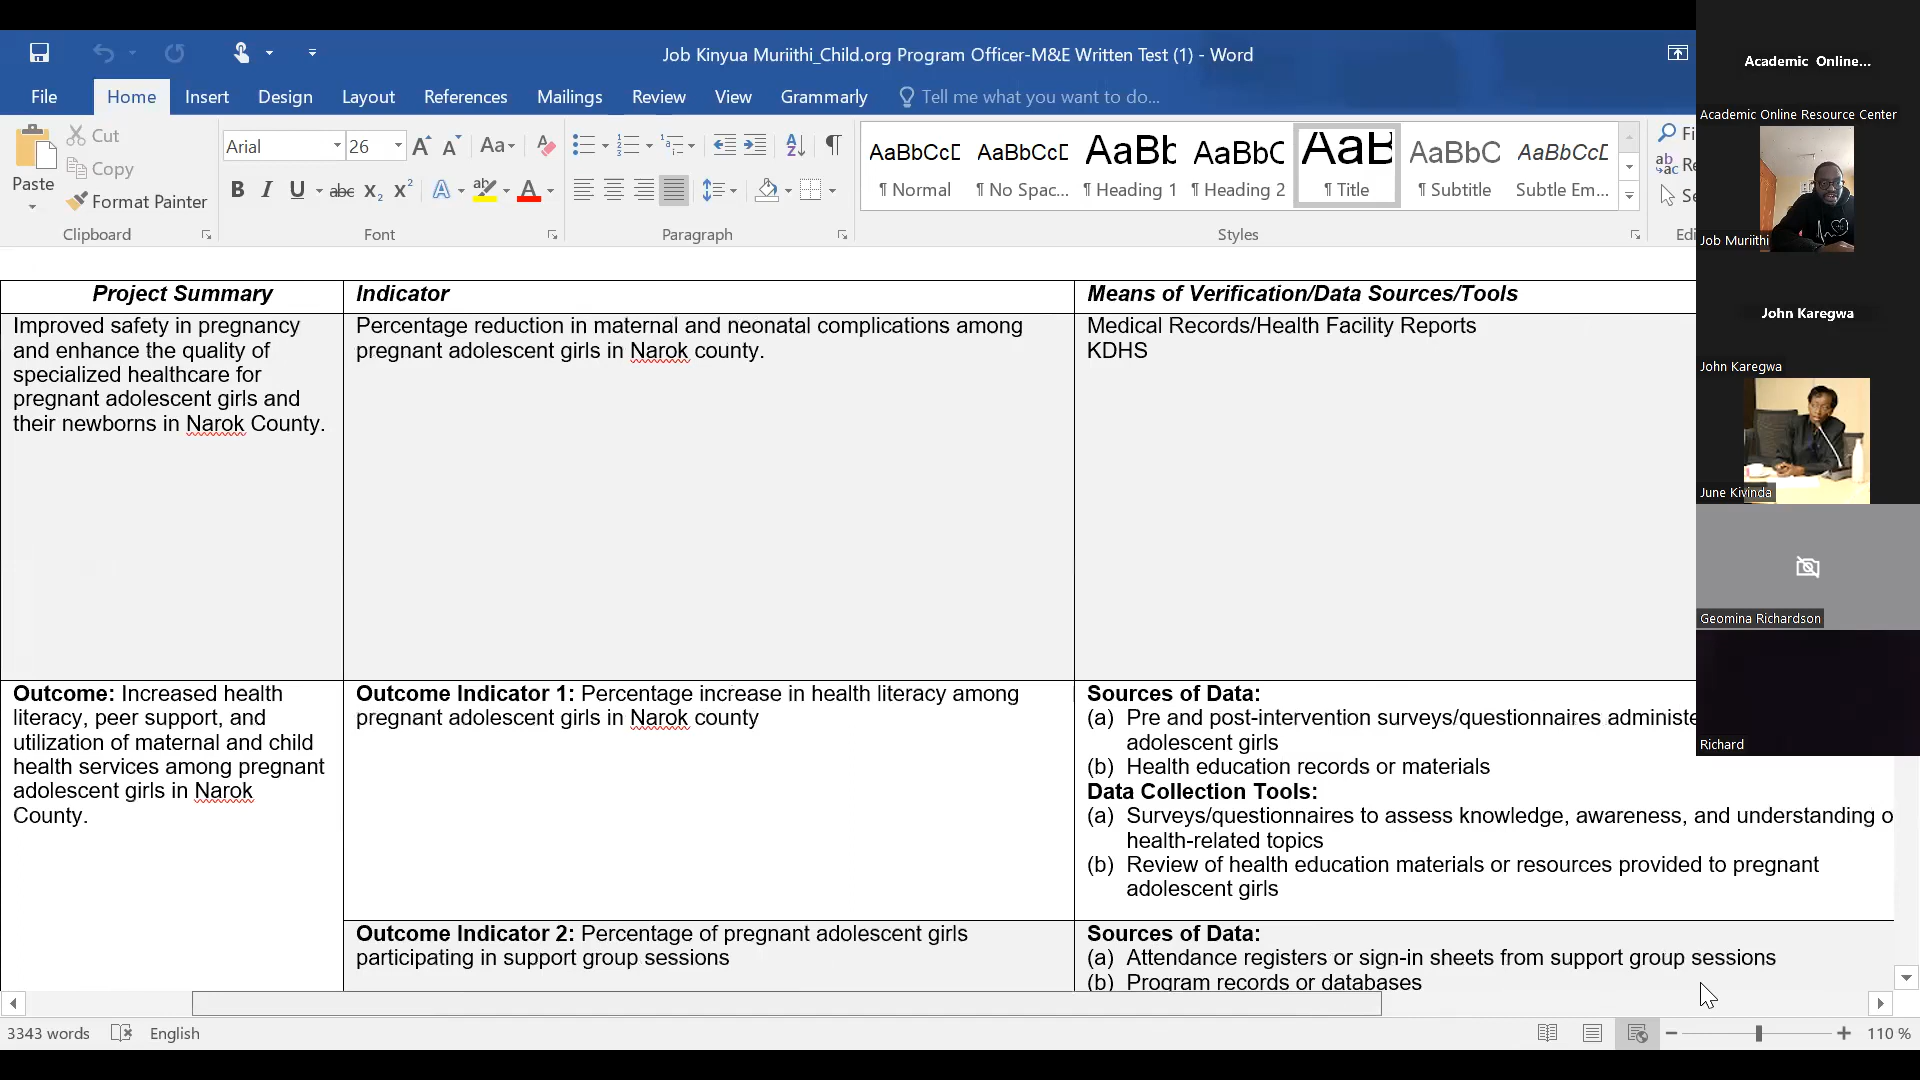 Job Kinyua Muriithi_Child.org Program Officer-M&E Written Test (1) - Word
File Home Insert Design Layout References Mailings Review View Grammarly Tell me what you want to do...
Paste
Cut
Copy
Format Painter
Clipboard
Arial 26
Font
Paragraph
AaBbCcD AaBbCcD AaBb AaBbC AaB AaBbC AaBbCcD
¶ Normal ¶ No Spac... ¶ Heading 1 ¶ Heading 2 ¶ Title ¶ Subtitle Subtle Em...
Styles
Project Summary
Indicator
Means of Verification/Data Sources/Tools
Improved safety in pregnancy
and enhance the quality of
specialized healthcare for
pregnant adolescent girls and
their newborns in Narok County.
Percentage reduction in maternal and neonatal complications among
pregnant adolescent girls in Narok county.
Medical Records/Health Facility Reports
KDHS
Outcome: Increased health
literacy, peer support, and
utilization of maternal and child
health services among pregnant
adolescent girls in Narok
County.
Outcome Indicator 1: Percentage increase in health literacy among
pregnant adolescent girls in Narok county
Sources of Data:
(a) Pre and post-intervention surveys/questionnaires administe
adolescent girls
(b) Health education records or materials
Data Collection Tools:
(a) Surveys/questionnaires to assess knowledge, awareness, and understanding o
health-related topics
(b) Review of health education materials or resources provided to pregnant
adolescent girls
Outcome Indicator 2: Percentage of pregnant adolescent girls
participating in support group sessions
Sources of Data:
(a) Attendance registers or sign-in sheets from support group sessions
(b) Program records or databases
3343 words English 110 %
Academic Online...
Academic Online Resource Center
Job Muriithi
John Karegwa
John Karegwa
June Kivinda
Geomina Richardson
Richard